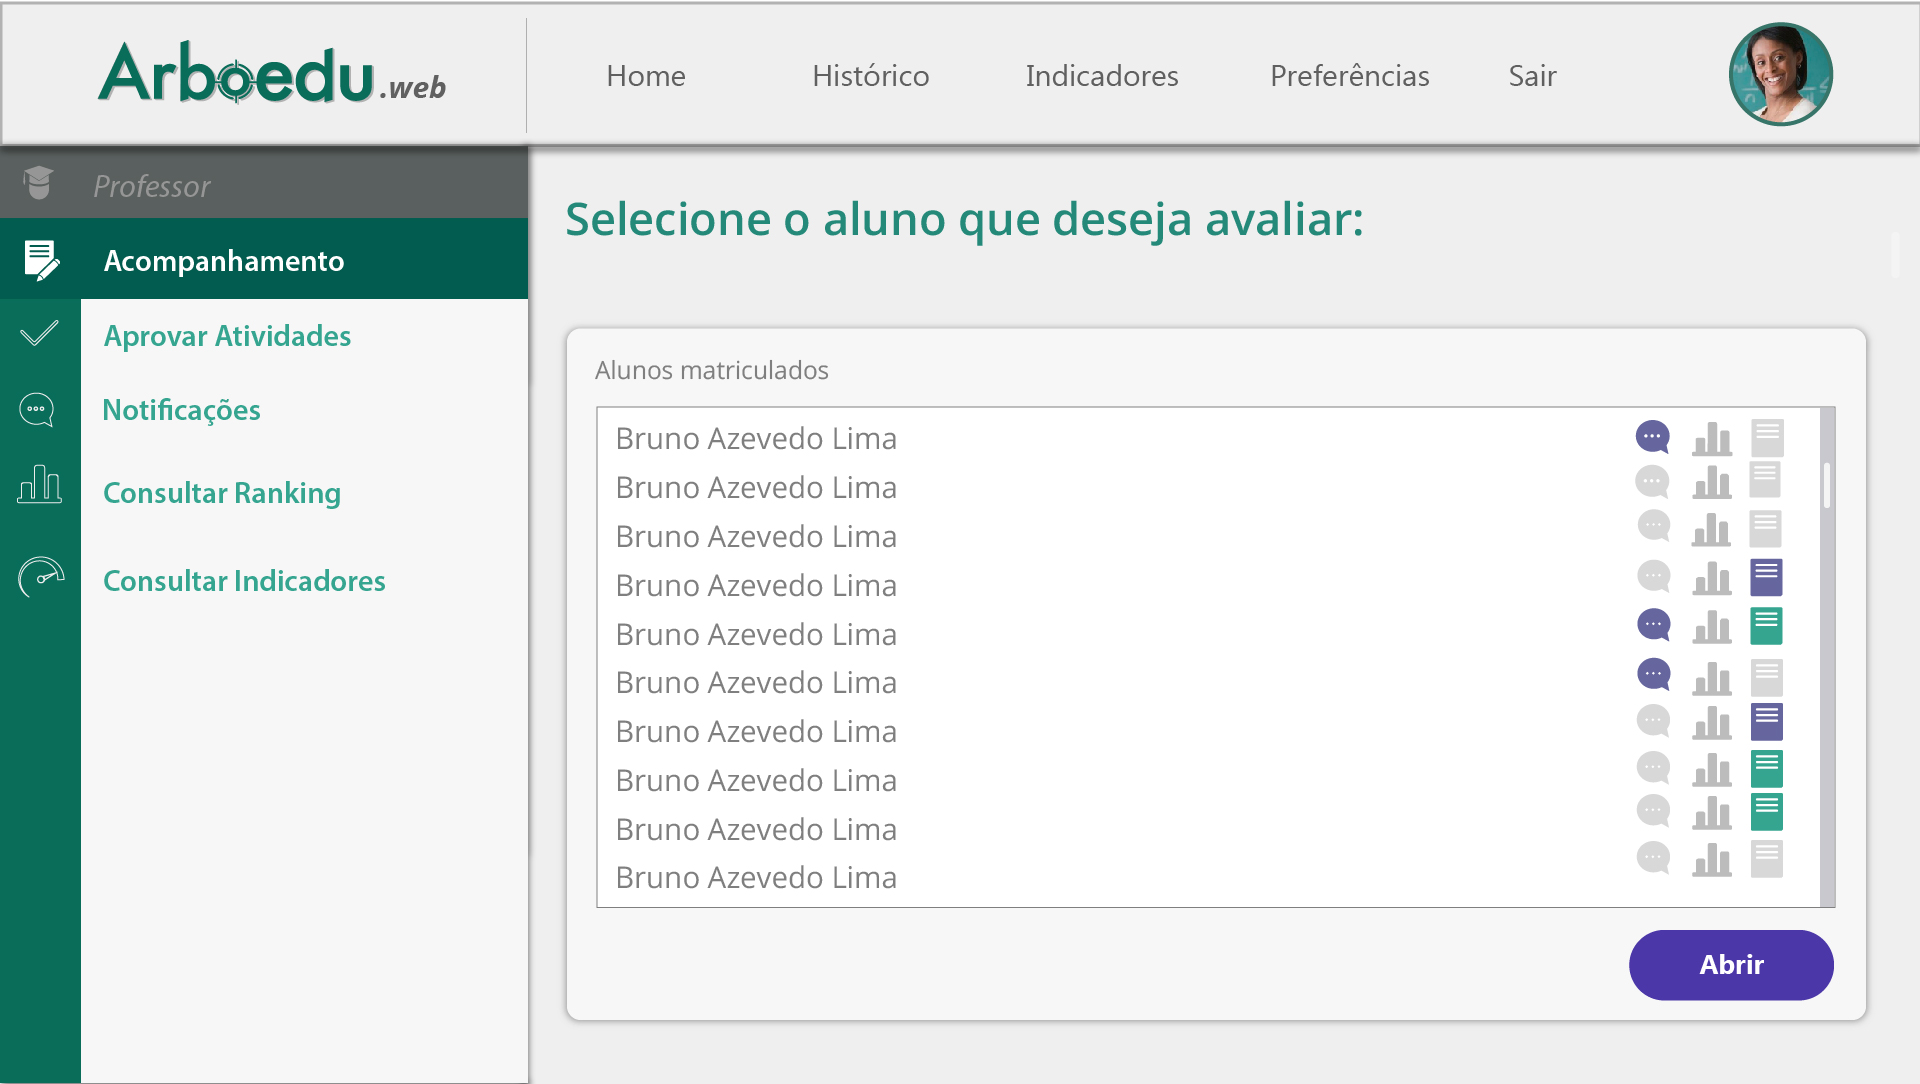 Arboedu.web
Home Histórico Indicadores Preferências Sair
Professor
Acompanhamento
Aprovar Atividades
Notificações
Consultar Ranking
Consultar Indicadores
Selecione o aluno que deseja avaliar:
Alunos matriculados
Bruno Azevedo Lima
Bruno Azevedo Lima
Bruno Azevedo Lima
Bruno Azevedo Lima
Bruno Azevedo Lima
Bruno Azevedo Lima
Bruno Azevedo Lima
Bruno Azevedo Lima
Bruno Azevedo Lima
Bruno Azevedo Lima
Abrir